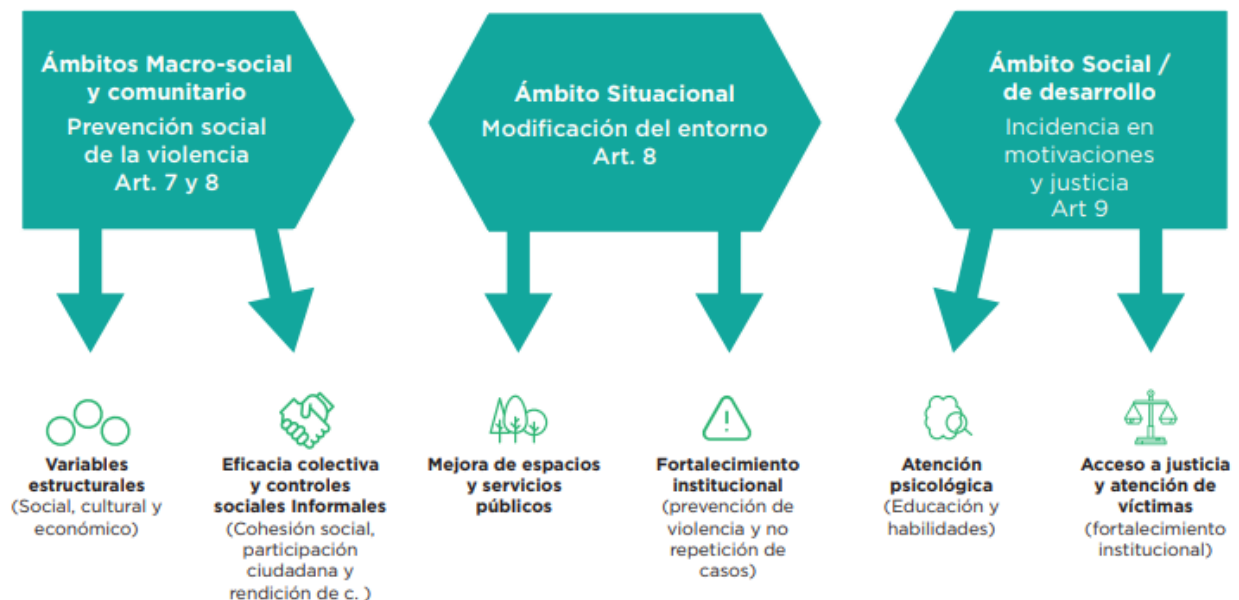 Ámbitos Macro-social
y comunitario
Prevención social
de la violencia
Art. 7 y 8
Ámbito Situacional
Modificación del entorno
Art. 8
Ámbito Social /
de desarrollo
Incidencia en
motivaciones
y justicia
Art 9
Variables
estructurales
(Social, cultural y
económico)
Eficacia colectiva
y controles
sociales Informales
(Cohesión social,
participación
ciudadana y
rendición de c. )
Mejora de espacios
y servicios
públicos
Fortalecimiento
institucional
(prevención de
violencia y no
repetición de
casos)
Atención
psicológica
(Educación y
habilidades)
Acceso a justicia
y atención de
víctimas
(fortalecimiento
institucional)